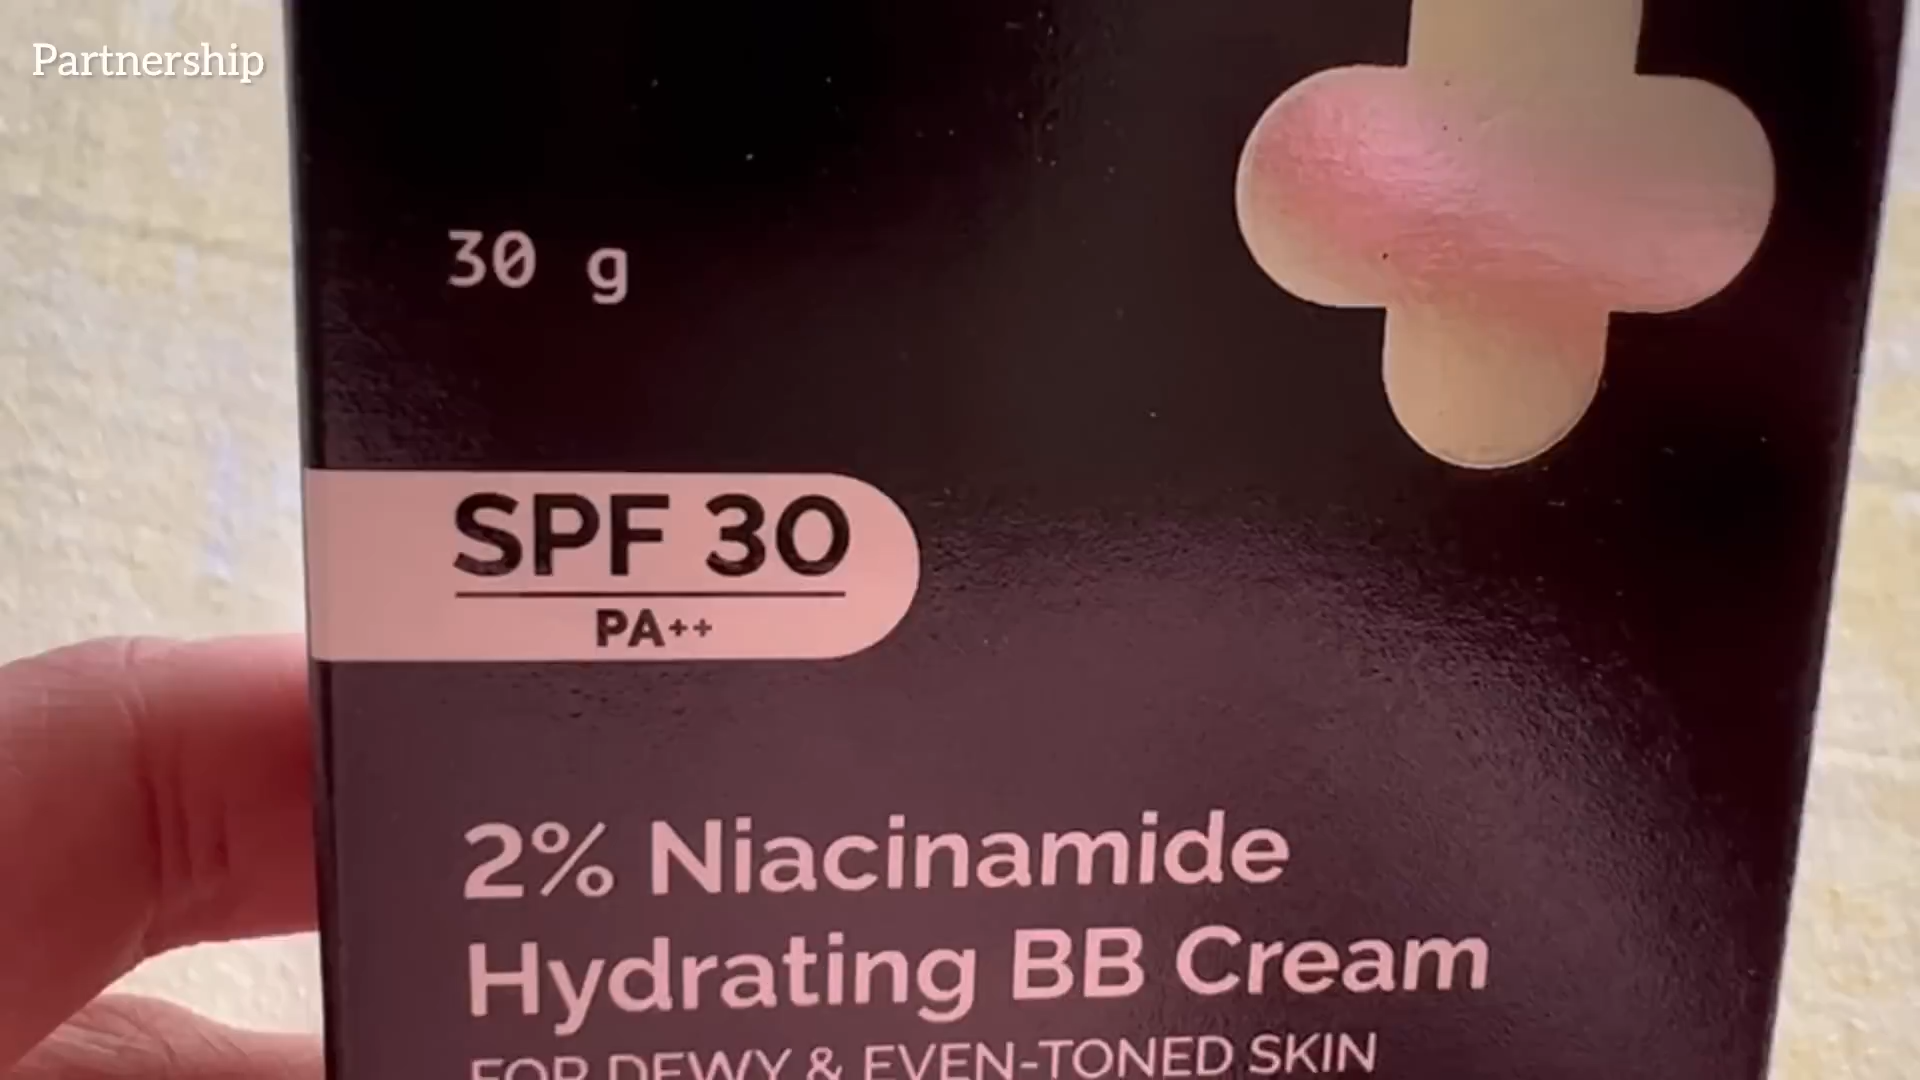 Partnership
30 g
SPF 30
PA++
2% Niacinamide
Hydrating BB Cream
FOR DEWY & EVEN-TONED SKIN